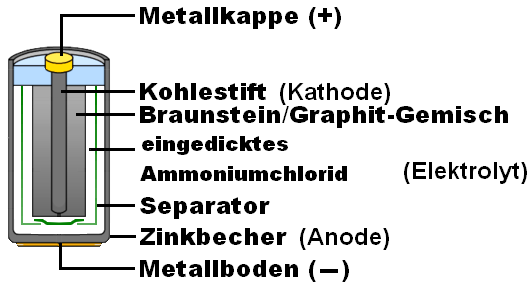 Metallkappe (+)
Kohlestift (Kathode)
Braunstein/Graphit-Gemisch
eingedicktes
Ammoniumchlorid (Elektrolyt)
Separator
Zinkbecher (Anode)
Metallboden (—)